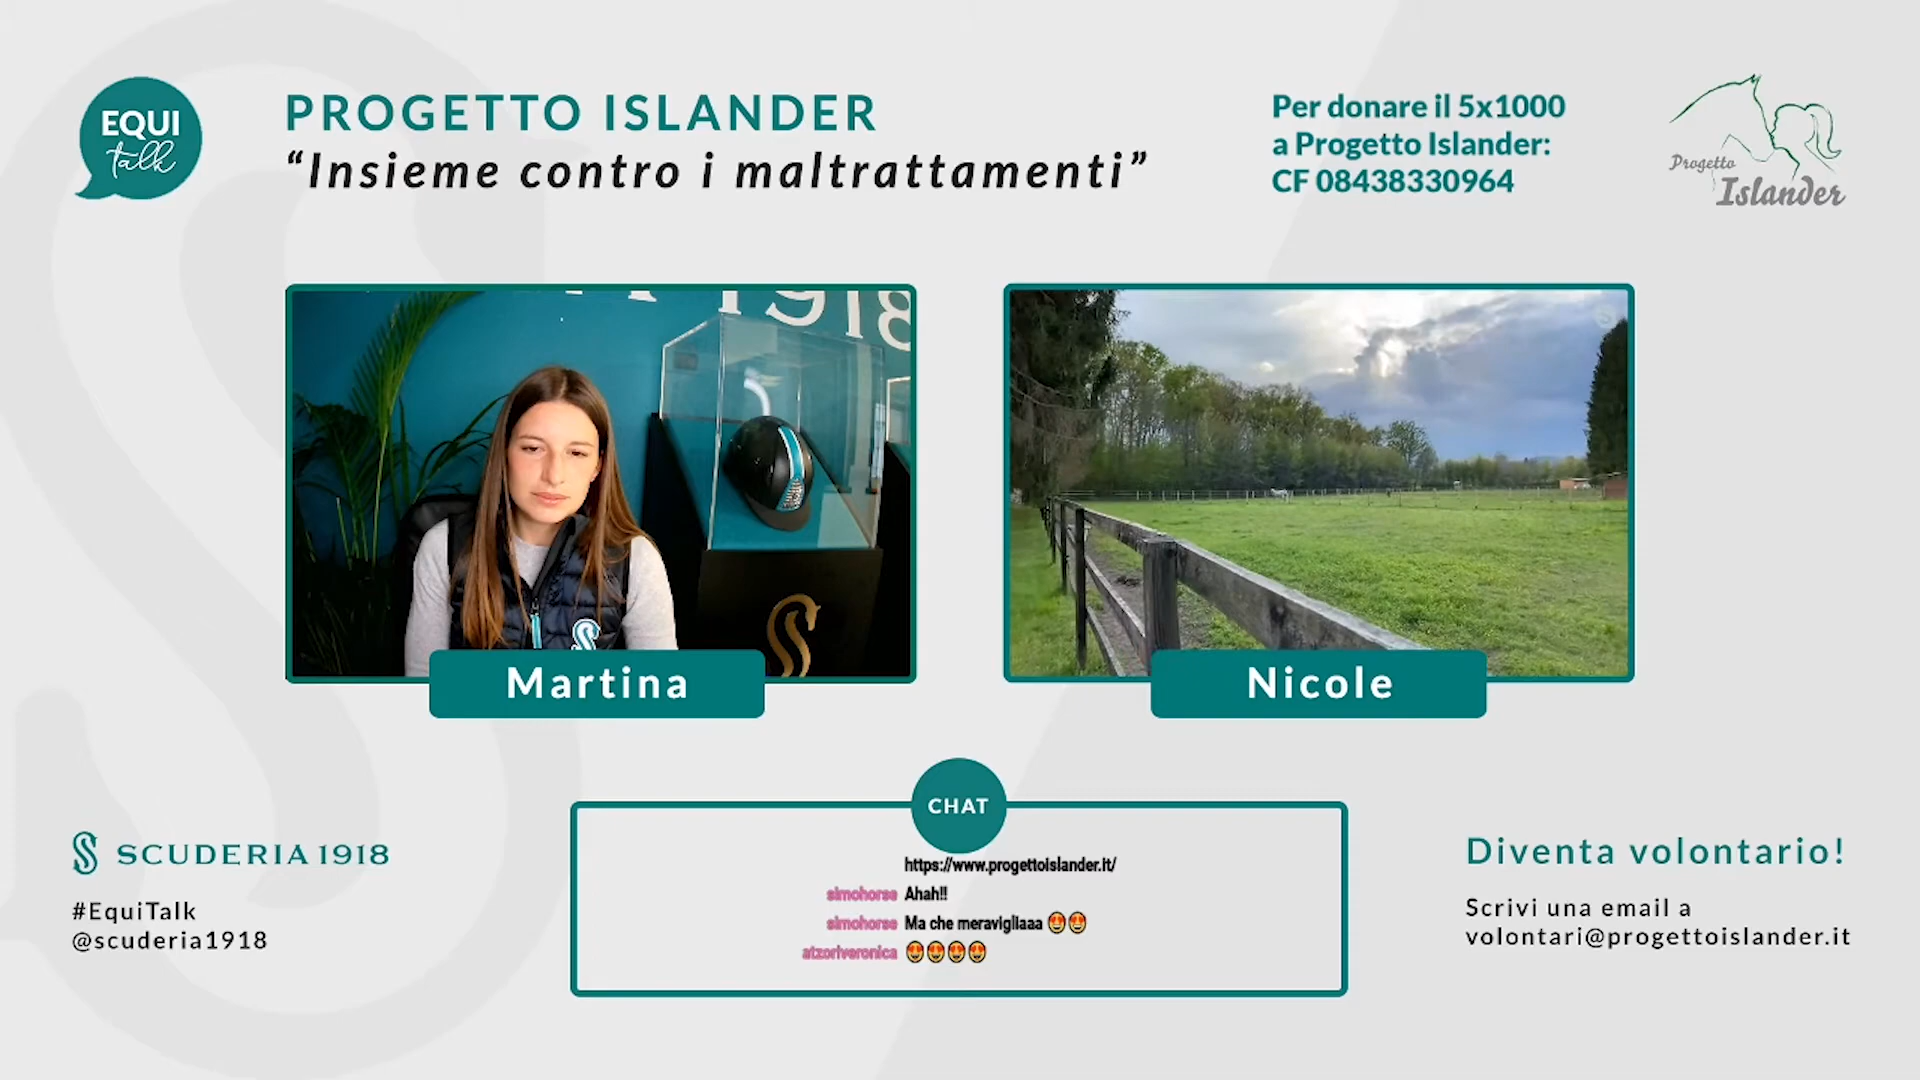 EQUI
talk
PROGETTO ISLANDER
“Insieme contro i maltrattamenti”
Per donare il 5x1000
a Progetto Islander:
CF 08438330964
Progetto
Islander
1918
Martina
Nicole
CHAT
https://www.progettoislander.it/
simohorse Ahah!!
simohorse Ma che meravigliaaa 😍😍
atzoriveronica 😍😍😍😍
SCUDERIA 1918
#EquiTalk
@scuderia1918
Diventa volontario!
Scrivi una email a
volontari@progettoislander.it